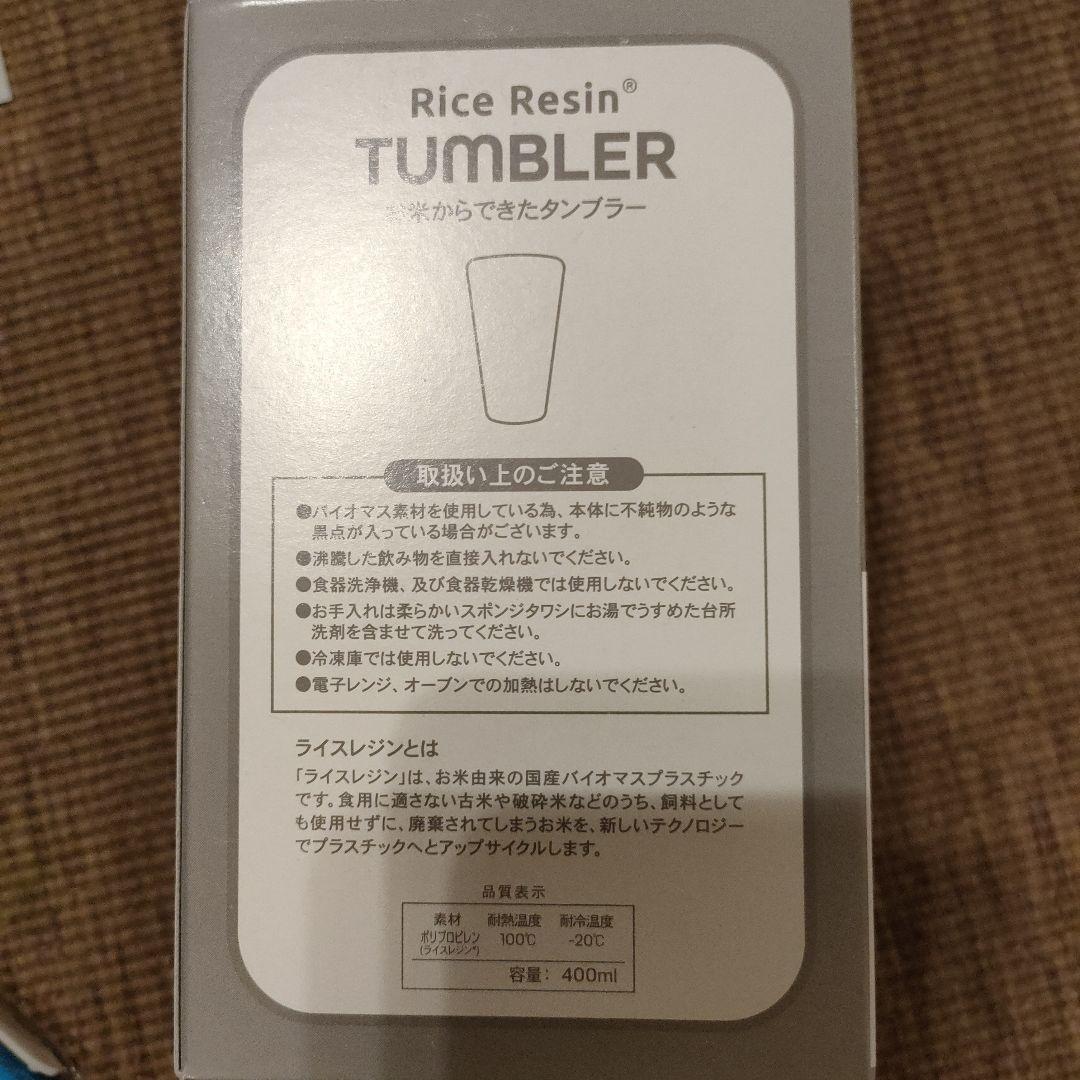 Rice Resin®
TUMBLER
お米からできたタンブラー
取扱い上のご注意
●バイオマス素材を使用している為、本体に不純物のような
黒点が入っている場合がございます。
●沸騰した飲み物を直接入れないでください。
●食器洗浄機、及び食器乾燥機では使用しないでください。
●お手入れは柔らかいスポンジタワシにお湯でうすめた台所
洗剤を含ませて洗ってください。
●冷凍庫では使用しないでください。
●電子レンジ、オーブンでの加熱はしないでください。
ライスレジンとは
「ライスレジン」は、お米由来の国産バイオマスプラスチック
です。食用に適さない古米や破砕米などのうち、飼料として
も使用せずに、廃棄されてしまうお米を、新しいテクノロジー
でプラスチックへとアップサイクルします。
品質表示
素材 耐熱温度 耐冷温度
ポリプロピレン 100℃ -20℃
(ライスレジン®)
容量： 400ml